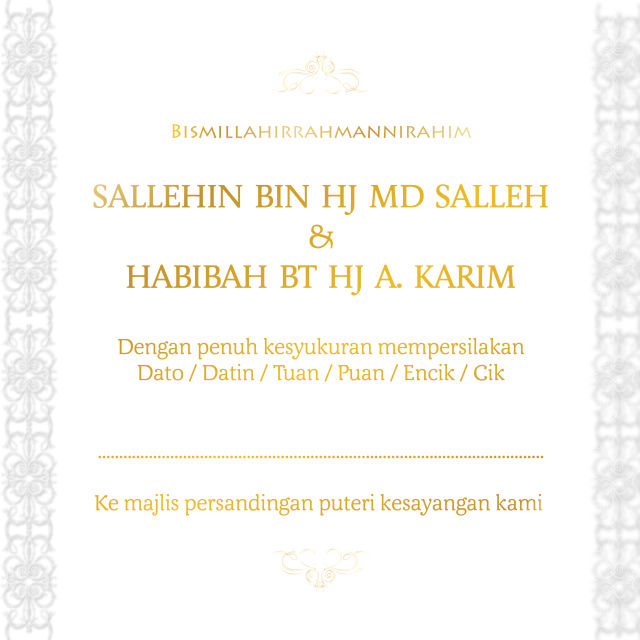 BISMILLAHIRRAHMANNIRAHIM
SALLEHIN BIN HJ MD SALLEH
&
HABIBAH BT HJ A. KARIM
Dengan penuh kesyukuran mempersilakan
Dato / Datin / Tuan / Puan / Encik / Cik
Ke majlis persandingan puteri kesayangan kami